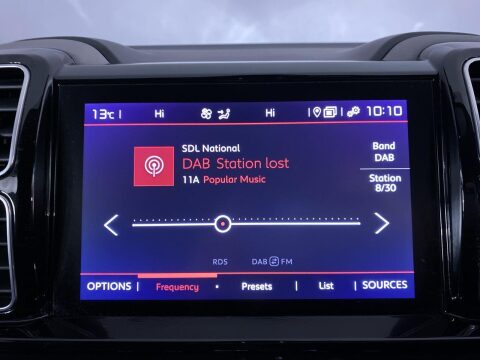 13°C Hi Hi 10:10
SDL National
DAB Station lost
11A Popular Music
Band
DAB
Station
8/30
RDS DAB FM
OPTIONS Frequency Presets List SOURCES